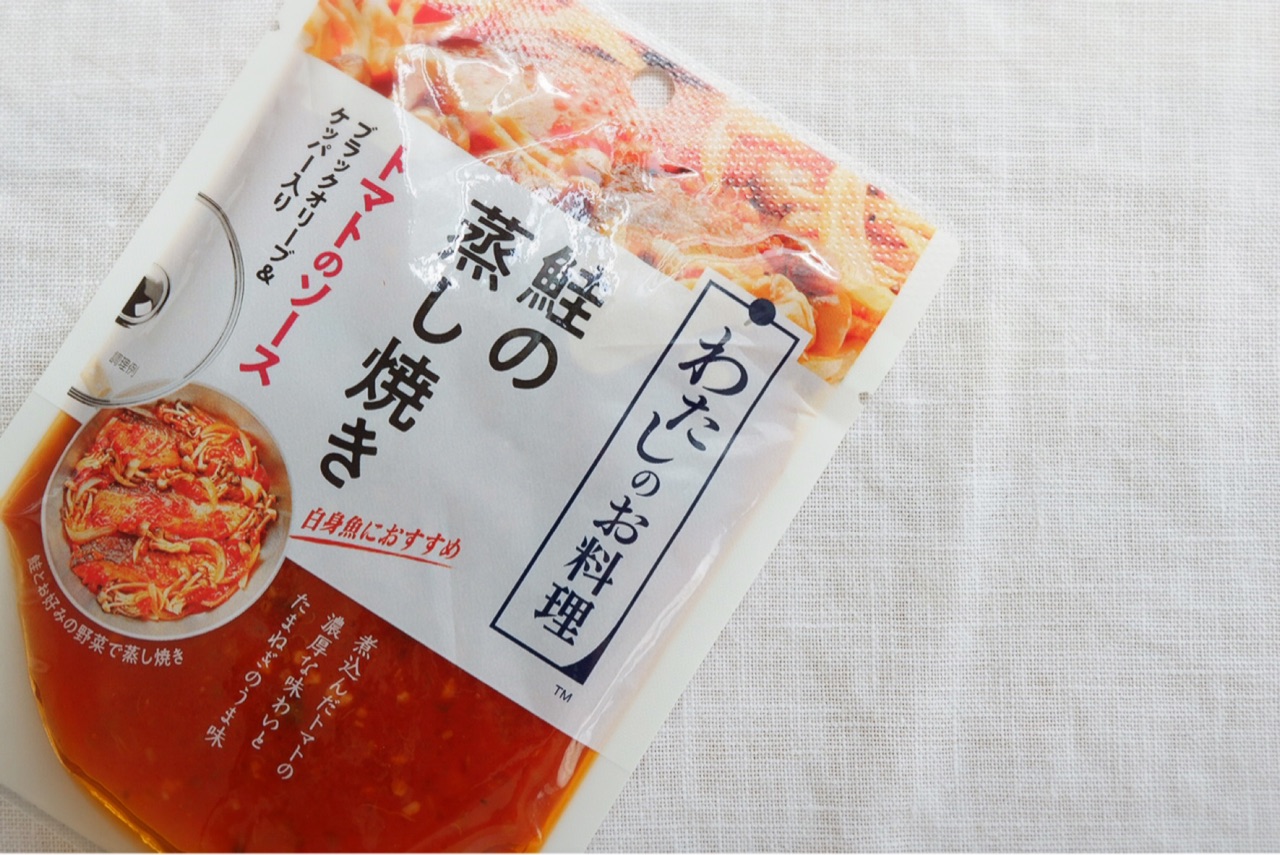 わたしのお料理
TM
鮭の
蒸し焼き
トマトのソース
ブラックオリーブ&
ケッパー入り
白身魚におすすめ
調理例
鮭とお好みの野菜で蒸し焼き
煮込んだトマトの
濃厚な味わいと
たまねぎのうま味